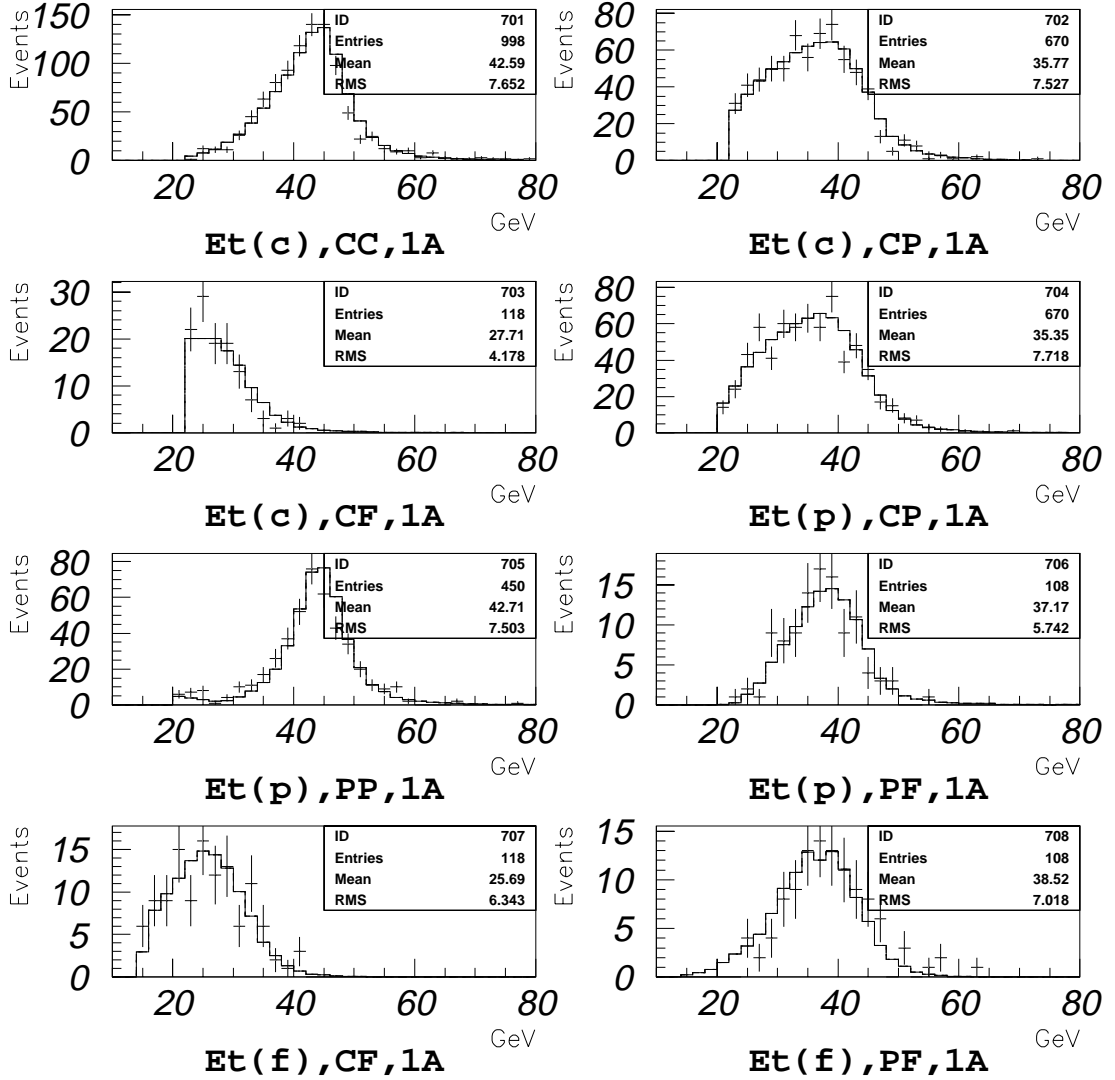 Events
150
100
50
0
20 40 60 80
GeV
ID 701
Entries 998
Mean 42.59
RMS 7.652
Et(c),CC,1A
Events
80
60
40
20
0
20 40 60 80
GeV
ID 702
Entries 670
Mean 35.77
RMS 7.527
Et(c),CP,1A
Events
30
20
10
0
20 40 60 80
GeV
ID 703
Entries 118
Mean 27.71
RMS 4.178
Et(c),CF,1A
Events
80
60
40
20
0
20 40 60 80
GeV
ID 704
Entries 670
Mean 35.35
RMS 7.718
Et(p),CP,1A
Events
80
60
40
20
0
20 40 60 80
GeV
ID 705
Entries 450
Mean 42.71
RMS 7.503
Et(p),PP,1A
Events
15
10
5
0
20 40 60 80
GeV
ID 706
Entries 108
Mean 37.17
RMS 5.742
Et(p),PF,1A
Events
15
10
5
0
20 40 60 80
GeV
ID 707
Entries 118
Mean 25.69
RMS 6.343
Et(f),CF,1A
Events
15
10
5
0
20 40 60 80
GeV
ID 708
Entries 108
Mean 38.52
RMS 7.018
Et(f),PF,1A